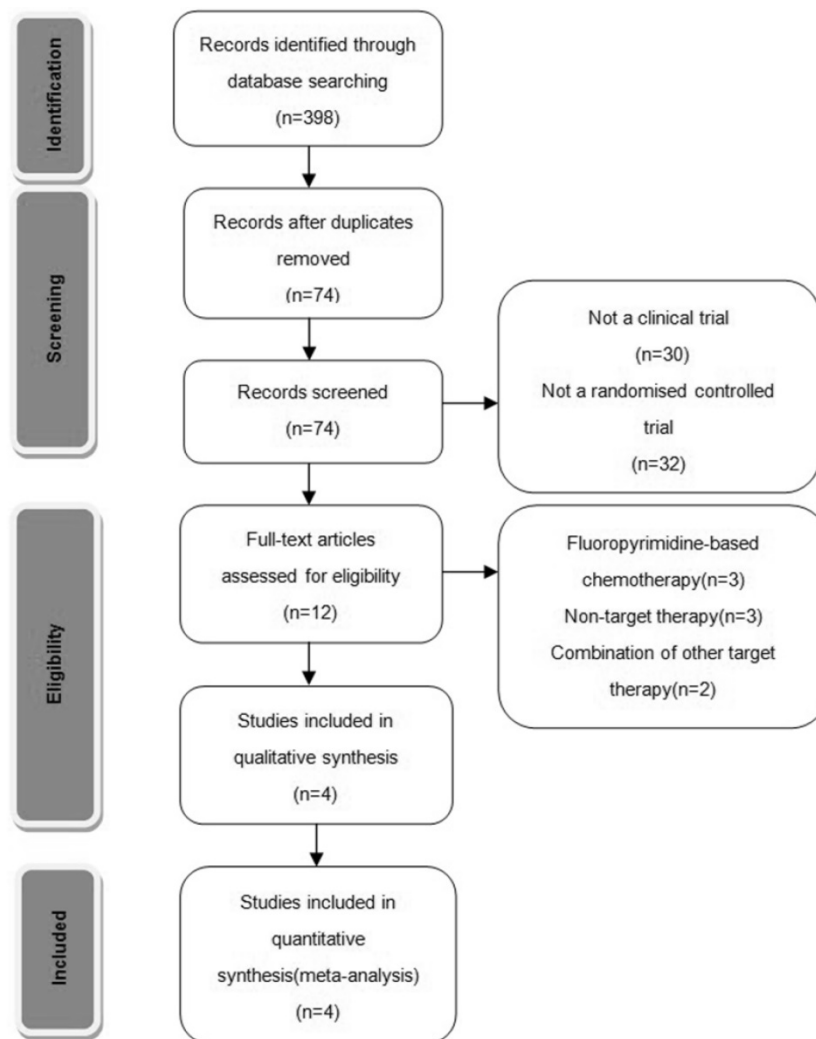 Identification
Records identified through
database searching
(n=398)
Screening
Records after duplicates
removed
(n=74)
Records screened
(n=74)
Not a clinical trial
(n=30)
Not a randomised controlled
trial
(n=32)
Eligibility
Full-text articles
assessed for eligibility
(n=12)
Fluoropyrimidine-based
chemotherapy(n=3)
Non-target therapy(n=3)
Combination of other target
therapy(n=2)
Studies included in
qualitative synthesis
(n=4)
Included
Studies included in
quantitative
synthesis(meta-analysis)
(n=4)